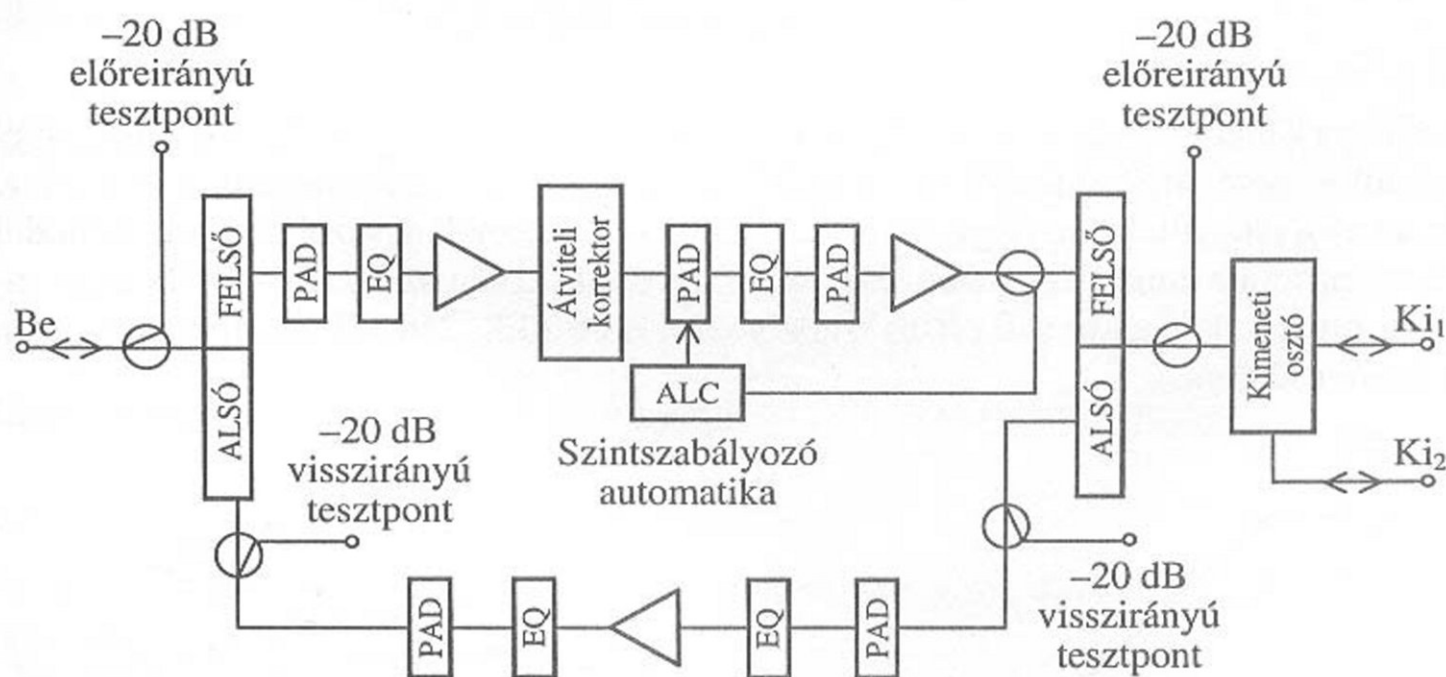 –20 dB
előreirányú
tesztpont
–20 dB
előreirányú
tesztpont
Be
FELSŐ
ALSÓ
PAD
EQ
Átviteli
korrektor
PAD
EQ
PAD
FELSŐ
ALSÓ
Kimeneti
osztó
Ki₁
Ki₂
ALC
Szintszabályozó
automatika
–20 dB
visszirányú
tesztpont
–20 dB
visszirányú
tesztpont
PAD
EQ
EQ
PAD